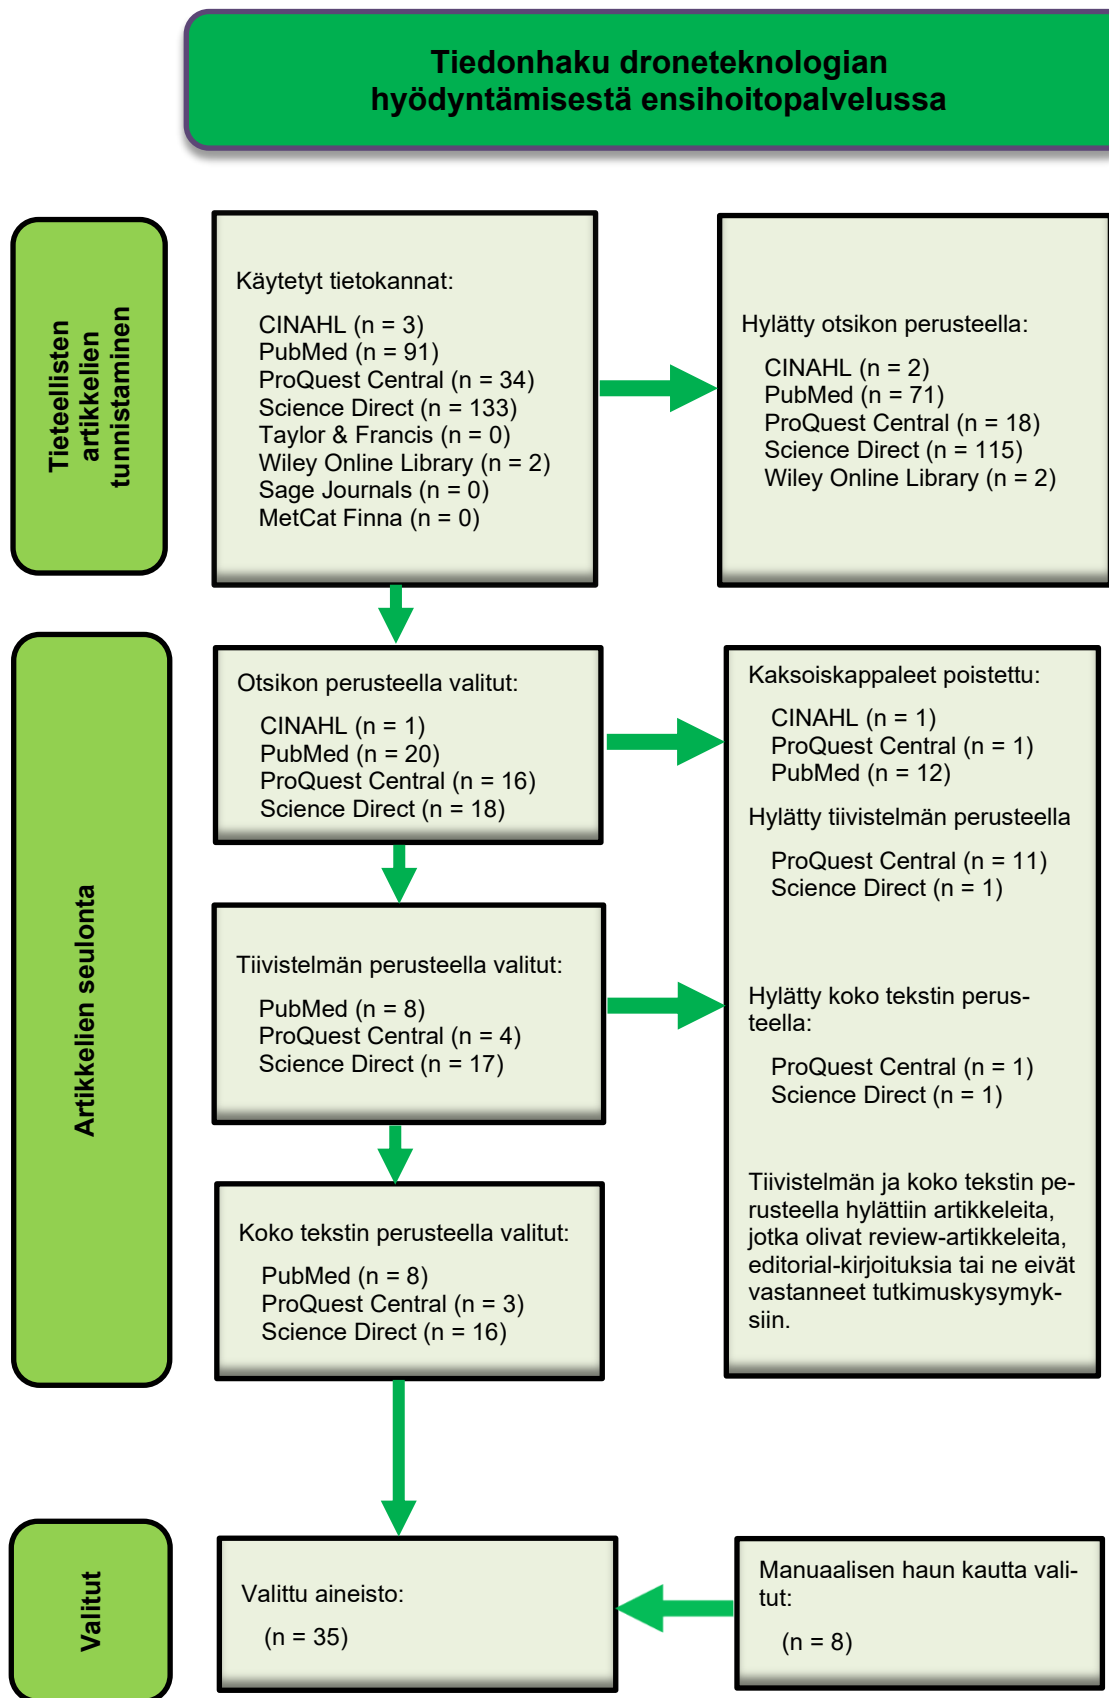 Tiedonhaku droneteknologian
hyödyntämisestä ensihoitopalvelussa
Tieteellisten
artikkelien
tunnistaminen
Käytetyt tietokannat:
CINAHL (n = 3)
PubMed (n = 91)
ProQuest Central (n = 34)
Science Direct (n = 133)
Taylor & Francis (n = 0)
Wiley Online Library (n = 2)
Sage Journals (n = 0)
MetCat Finna (n = 0)
Hylätty otsikon perusteella:
CINAHL (n = 2)
PubMed (n = 71)
ProQuest Central (n = 18)
Science Direct (n = 115)
Wiley Online Library (n = 2)
Artikkelien seulonta
Otsikon perusteella valitut:
CINAHL (n = 1)
PubMed (n = 20)
ProQuest Central (n = 16)
Science Direct (n = 18)
Kaksoiskappaleet poistettu:
CINAHL (n = 1)
ProQuest Central (n = 1)
PubMed (n = 12)
Hylätty tiivistelmän perusteella
ProQuest Central (n = 11)
Science Direct (n = 1)
Hylätty koko tekstin perus-
teella:
ProQuest Central (n = 1)
Science Direct (n = 1)
Tiivistelmän ja koko tekstin pe-
rusteella hylättiin artikkeleita,
jotka olivat review-artikkeleita,
editorial-kirjoituksia tai ne eivät
vastanneet tutkimuskysymyk-
siin.
Tiivistelmän perusteella valitut:
PubMed (n = 8)
ProQuest Central (n = 4)
Science Direct (n = 17)
Koko tekstin perusteella valitut:
PubMed (n = 8)
ProQuest Central (n = 3)
Science Direct (n = 16)
Valitut
Valittu aineisto:
(n = 35)
Manuaalisen haun kautta vali-
tut:
(n = 8)